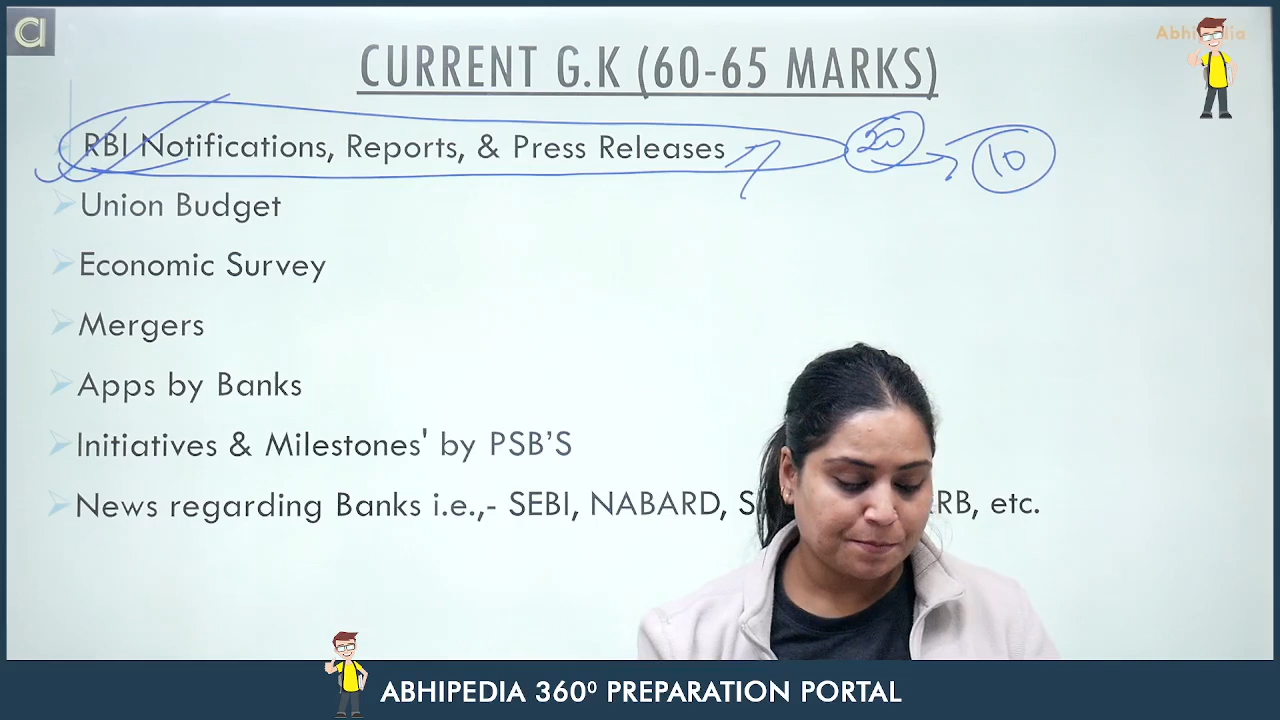 Abhipedia
CURRENT G.K (60-65 MARKS)
RBI Notifications, Reports, & Press Releases 20 10
Union Budget
Economic Survey
Mergers
Apps by Banks
Initiatives & Milestones' by PSB'S
News regarding Banks i.e.,- SEBI, NABARD, S RB, etc.
ABHIPEDIA 360⁰ PREPARATION PORTAL